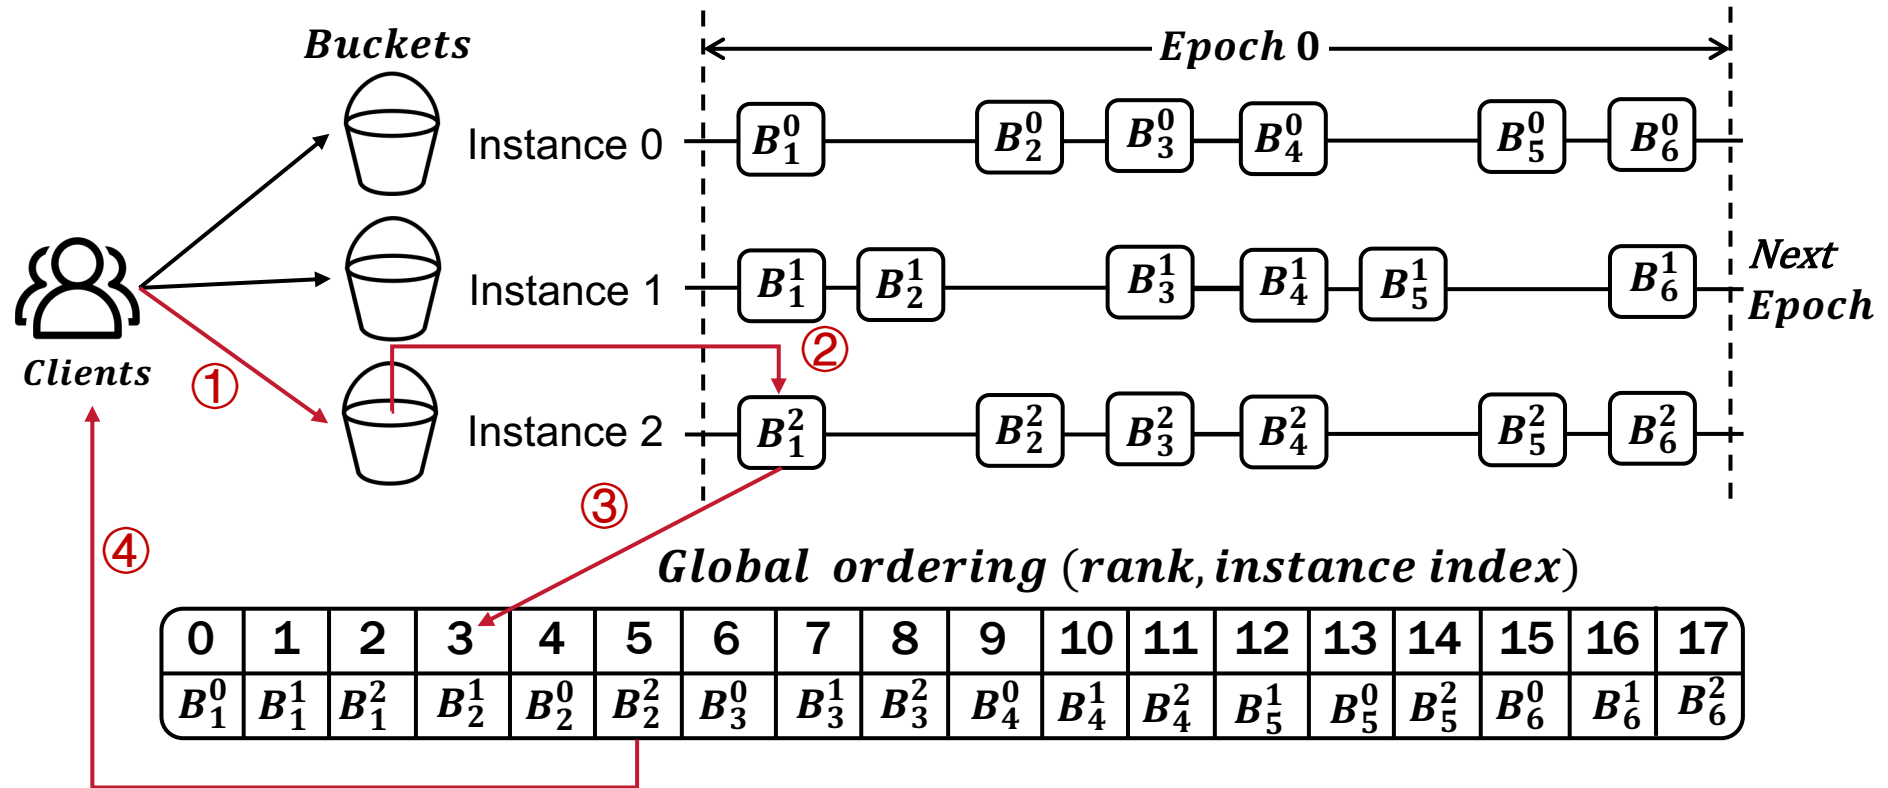 Buckets
Epoch 0
Instance 0
B_1^0 B_2^0 B_3^0 B_4^0 B_5^0 B_6^0
Instance 1
B_1^1 B_2^1 B_3^1 B_4^1 B_5^1 B_6^1
Next
Epoch
Clients
①
②
Instance 2
B_1^2 B_2^2 B_3^2 B_4^2 B_5^2 B_6^2
③
④
Global ordering (rank, instance index)
0 1 2 3 4 5 6 7 8 9 10 11 12 13 14 15 16 17
B_1^0 B_1^1 B_1^2 B_2^1 B_2^0 B_2^2 B_3^0 B_3^1 B_3^2 B_4^0 B_4^1 B_4^2 B_5^1 B_5^0 B_5^2 B_6^0 B_6^1 B_6^2